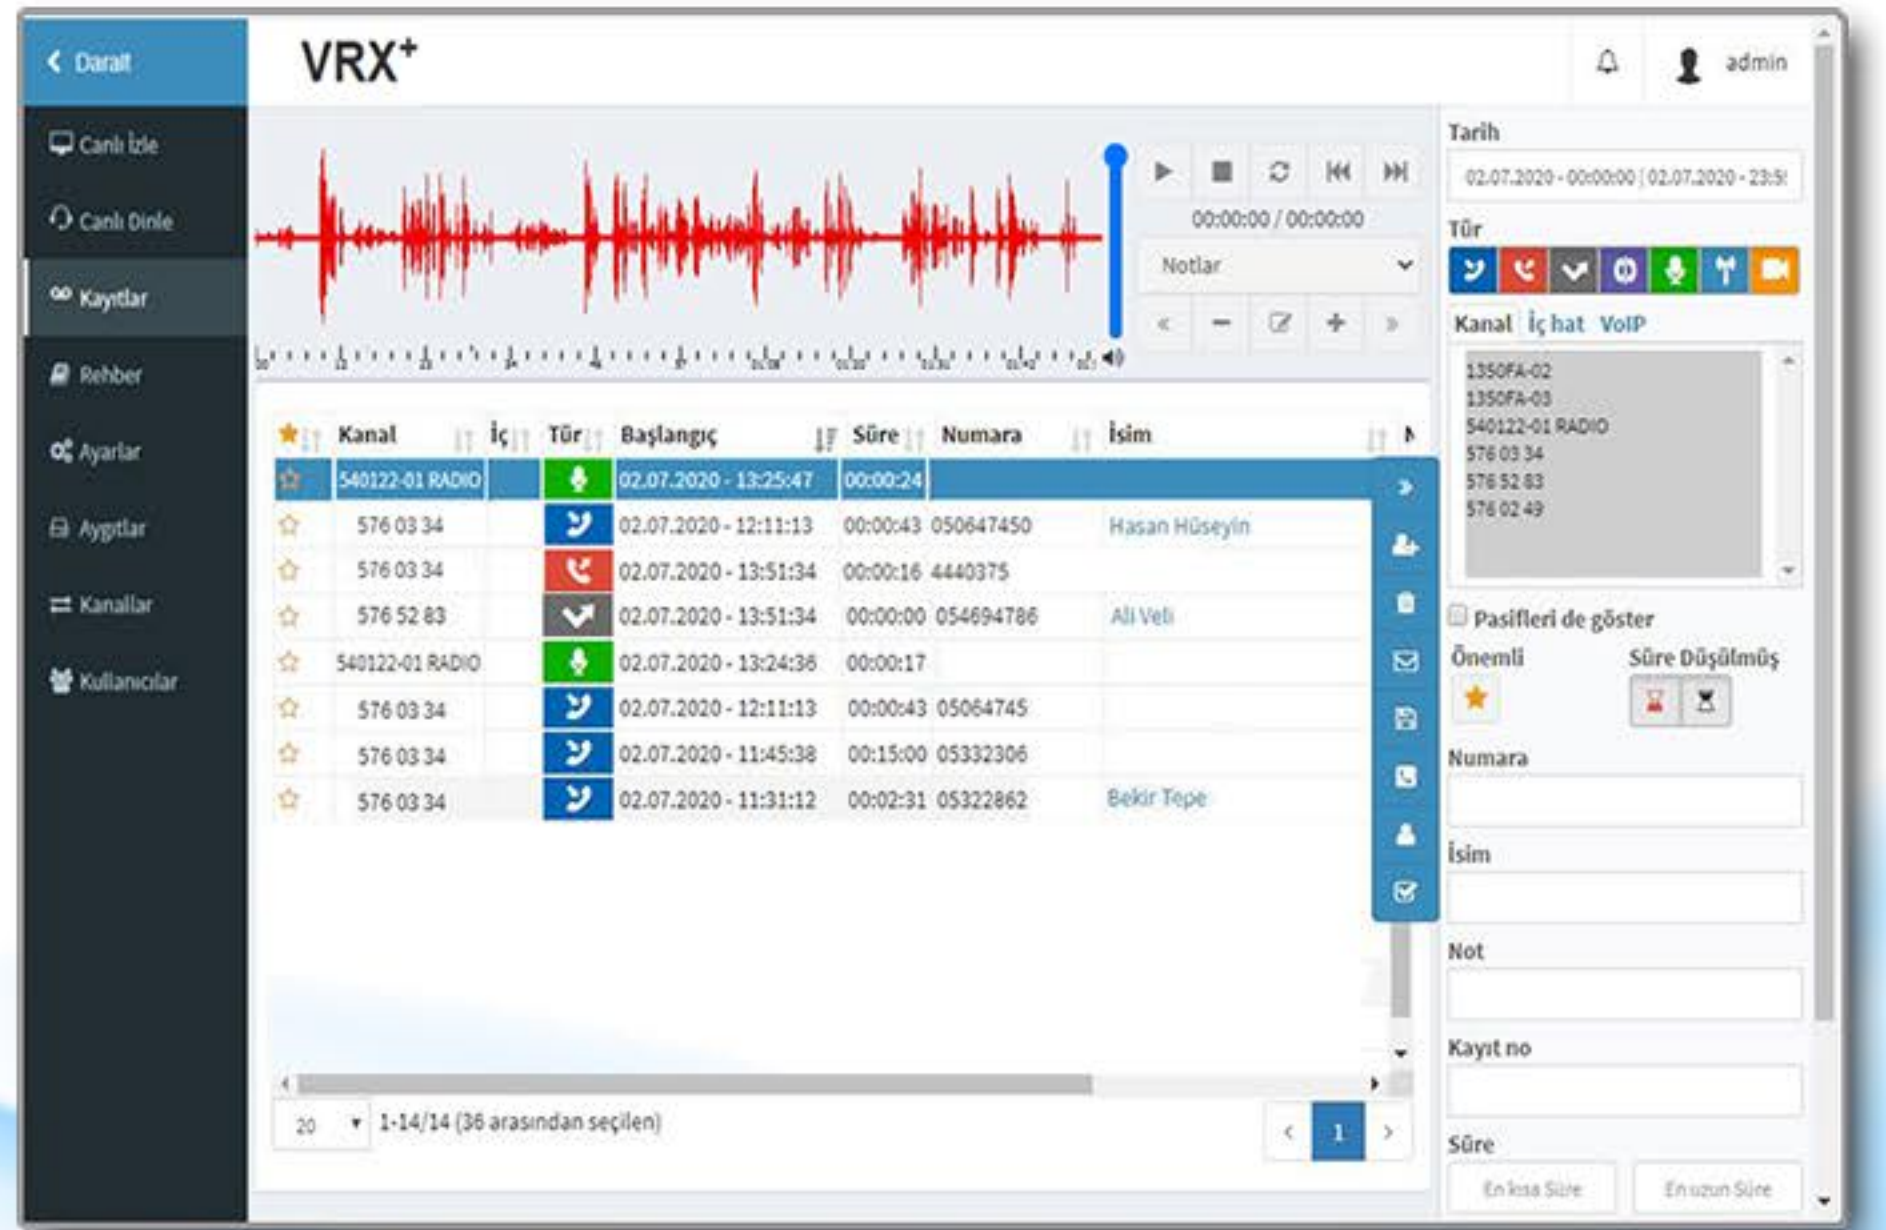 Daralt
VRX+
admin
Canlı İzle
Canlı Dinle
Kayıtlar
Rehber
Ayarlar
Aygıtlar
Kanallar
Kullanıcılar
00:00:00 / 00:00:00
Notlar
Kanal İç Tür Başlangıç Süre Numara İsim
540122-01 RADIO 02.07.2020 - 13:25:47 00:00:24
576 03 34 02.07.2020 - 12:11:13 00:00:43 050647450 Hasan Hüseyin
576 03 34 02.07.2020 - 13:51:34 00:00:16 4440375
576 52 83 02.07.2020 - 13:51:34 00:00:00 054694786 Ali Veli
540122-01 RADIO 02.07.2020 - 13:24:36 00:00:17
576 03 34 02.07.2020 - 12:11:13 00:00:43 05064745
576 03 34 02.07.2020 - 11:45:38 00:15:00 05332306
576 03 34 02.07.2020 - 11:31:12 00:02:31 05322862 Bekir Tepe
20 1-14/14 (36 arasından seçilen)
1
Tarih
02.07.2020 - 00:00:00 | 02.07.2020 - 23:5
Tür
Kanal İç hat VoIP
1350FA-02
1350FA-03
540122-01 RADIO
576 03 34
576 52 83
576 02 49
Pasifleri de göster
Önemli Süre Düşülmüş
Numara
İsim
Not
Kayıt no
Süre
En kısa Süre En uzun Süre